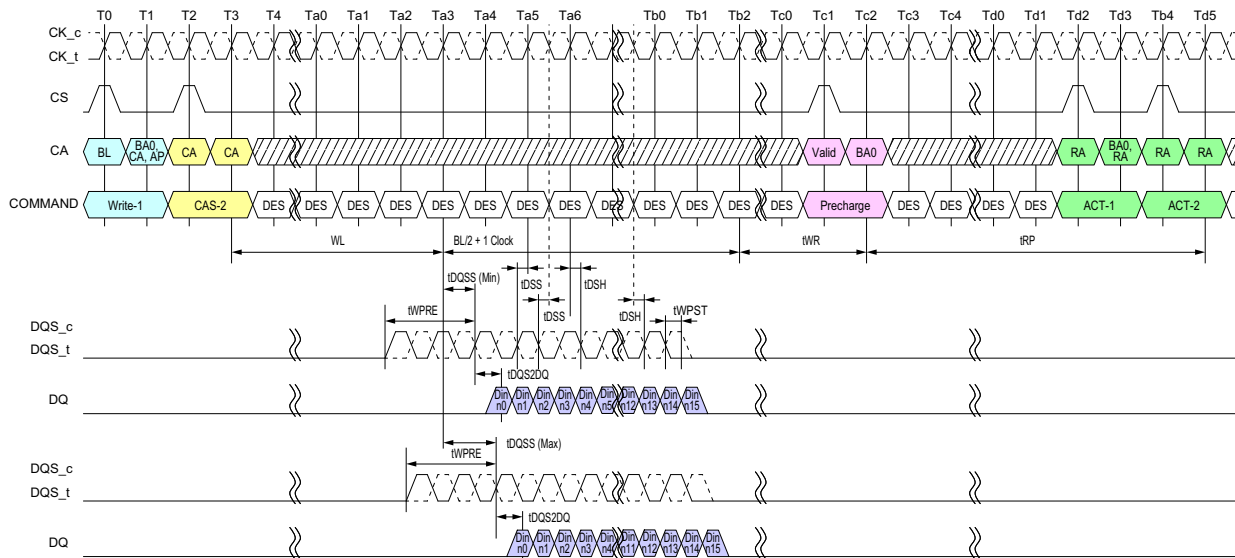 T0 T1 T2 T3 T4 Ta0 Ta1 Ta2 Ta3 Ta4 Ta5 Ta6 Tb0 Tb1 Tb2 Tc0 Tc1 Tc2 Tc3 Tc4 Td0 Td1 Td2 Td3 Tb4 Td5
CK_c
CK_t
CS
CA BL BA0, CA, AP CA CA Valid BA0 RA BA0, RA RA RA
COMMAND Write-1 CAS-2 DES DES DES DES DES DES DES DES DES DES DES DES DES Precharge DES DES DES DES ACT-1 ACT-2
WL BL/2 + 1 Clock tWR tRP
tDQSS (Min) tDSS tDSH
tWPRE tDSS tDSH tWPST
DQS_c
DQS_t
tDQS2DQ
DQ Din n0 Din n1 Din n2 Din n3 Din n4 Din n5 Din n12 Din n13 Din n14 Din n15
tDQSS (Max)
tWPRE
DQS_c
DQS_t
tDQS2DQ
DQ Din n0 Din n1 Din n2 Din n3 Din n4 Din n11 Din n12 Din n13 Din n14 Din n15